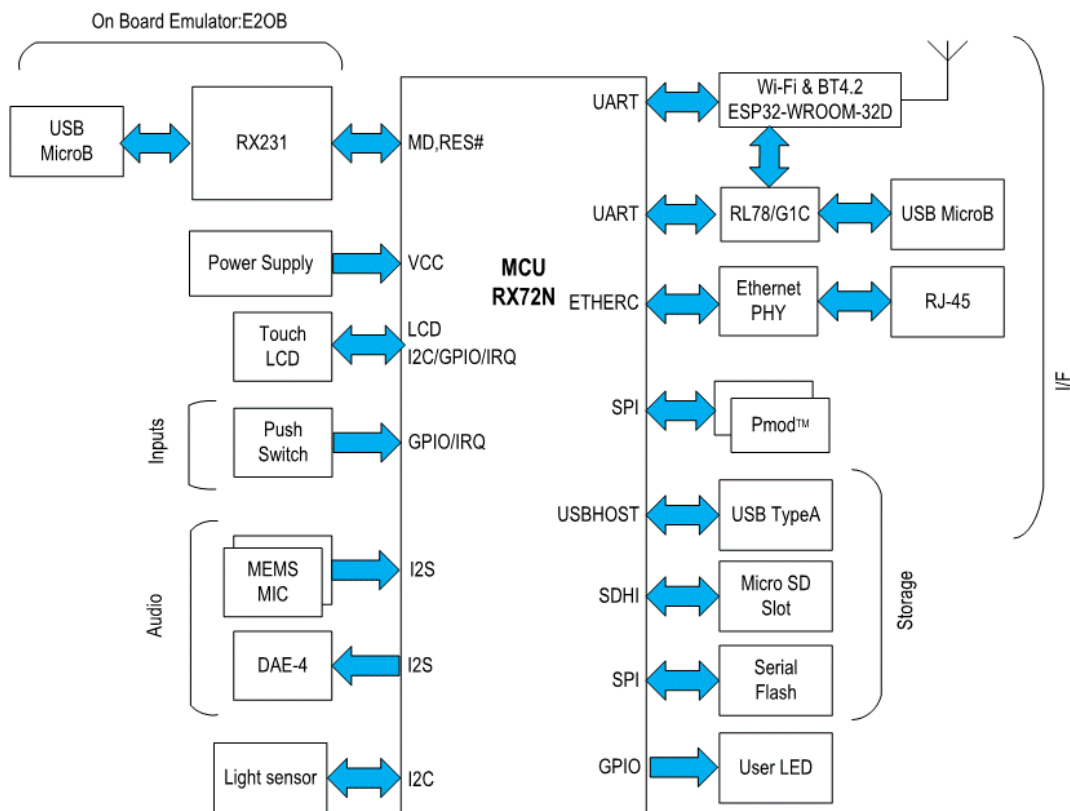 On Board Emulator:E2OB
USB
MicroB
RX231
MD,RES#
Power Supply
VCC
Touch
LCD
LCD
I2C/GPIO/IRQ
Inputs
Push
Switch
GPIO/IRQ
Audio
MEMS
MIC
I2S
DAE-4
I2S
Light sensor
I2C
MCU
RX72N
UART
Wi-Fi & BT4.2
ESP32-WROOM-32D
UART
RL78/G1C
USB MicroB
ETHERC
Ethernet
PHY
RJ-45
I/F
SPI
Pmod™
USBHOST
USB TypeA
SDHI
Micro SD
Slot
Storage
SPI
Serial
Flash
GPIO
User LED